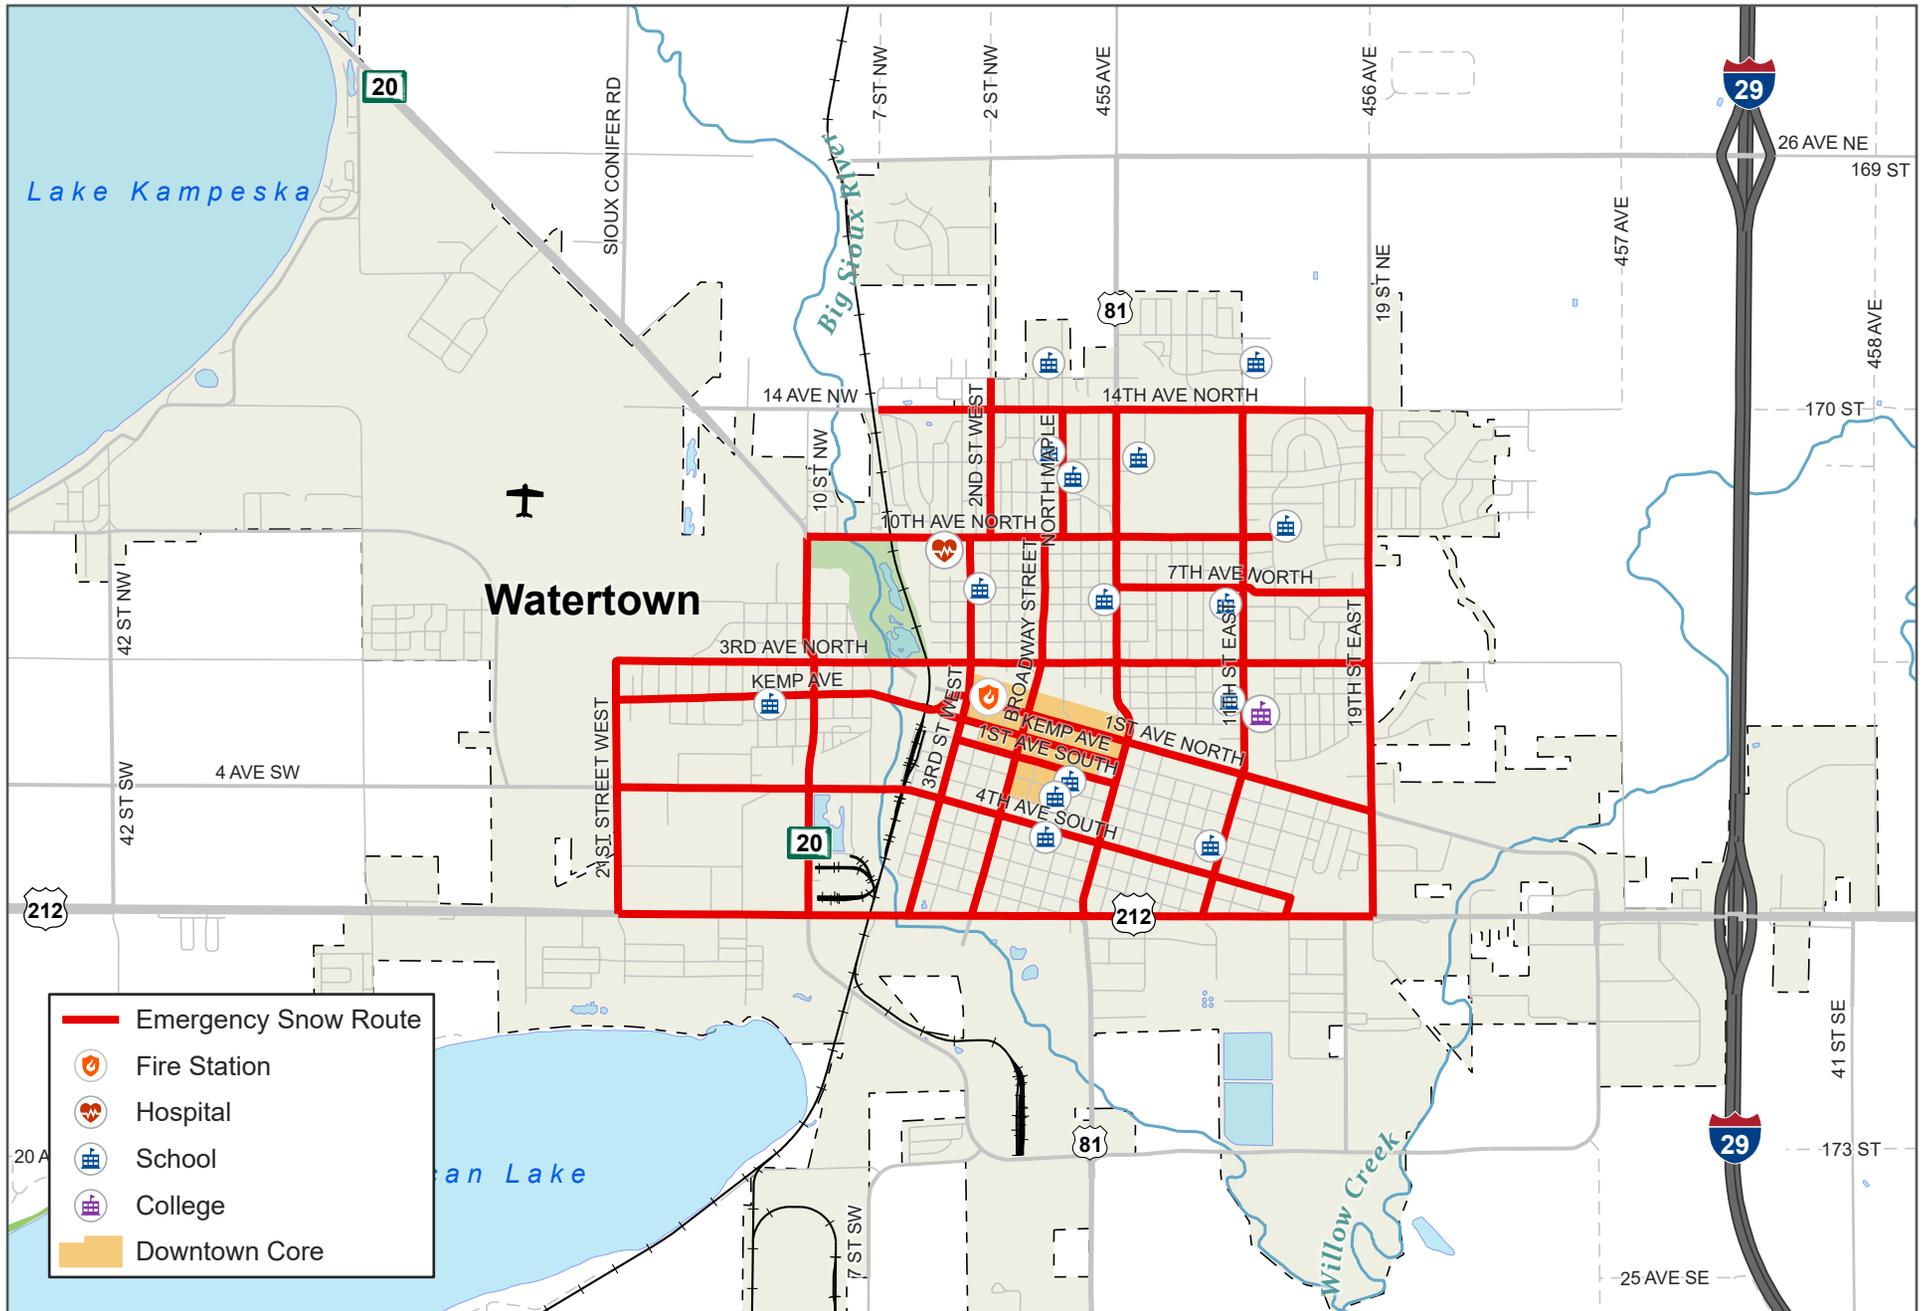 20
29
SIOUX CONIFER RD
7 ST NW
2 ST NW
455 AVE
456 AVE
26 AVE NE
169 ST
Lake Kampeska
Big Sioux River
457 AVE
19 ST NE
458 AVE
81
14 AVE NW
14TH AVE NORTH
170 ST
10 ST NW
2ND ST WEST
NORTH MAPLE
10TH AVE NORTH
Watertown
42 ST NW
BROADWAY STREET
7TH AVE NORTH
3RD AVE NORTH
11TH ST EAST
19TH ST EAST
KEMP AVE
3RD ST WEST
KEMP AVE
1ST AVE NORTH
1ST AVE SOUTH
21ST STREET WEST
42 ST SW
4 AVE SW
4TH AVE SOUTH
20
212
212
Emergency Snow Route
Fire Station
Hospital
School
College
Downtown Core
20 A
can Lake
7 ST SW
81
Willow Creek
41 ST SE
29
173 ST
25 AVE SE